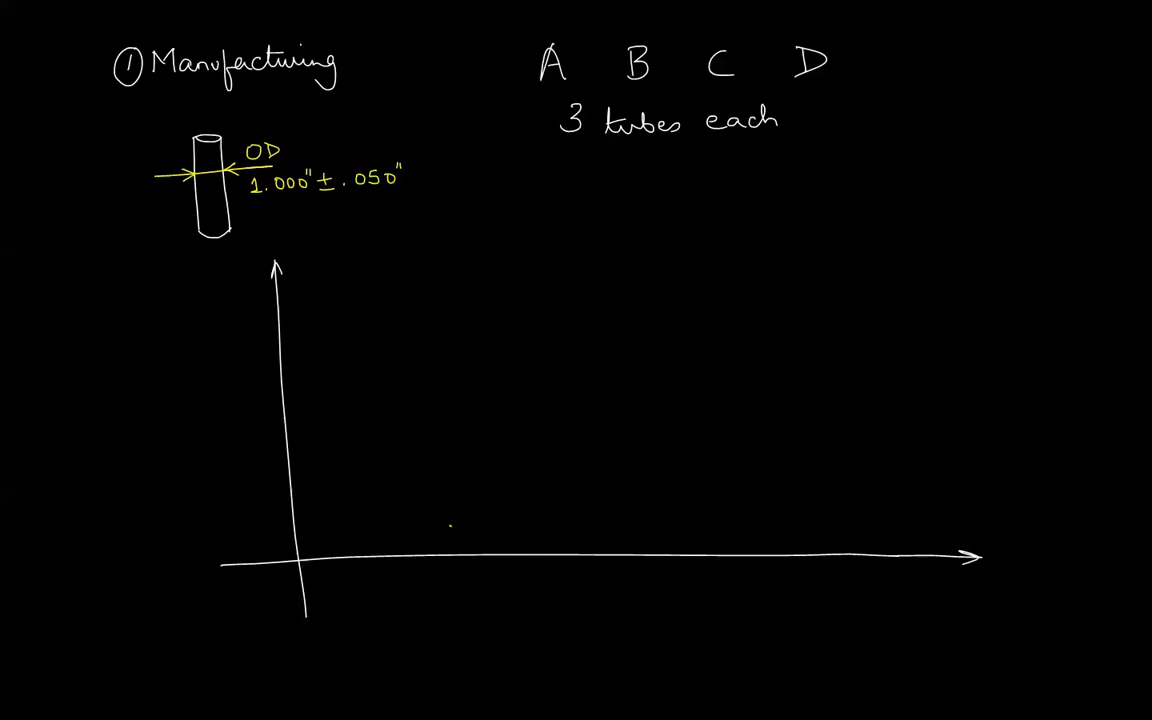 ① Manufacturing
A B C D
3 tubes each
OD
1.000" ± .050"